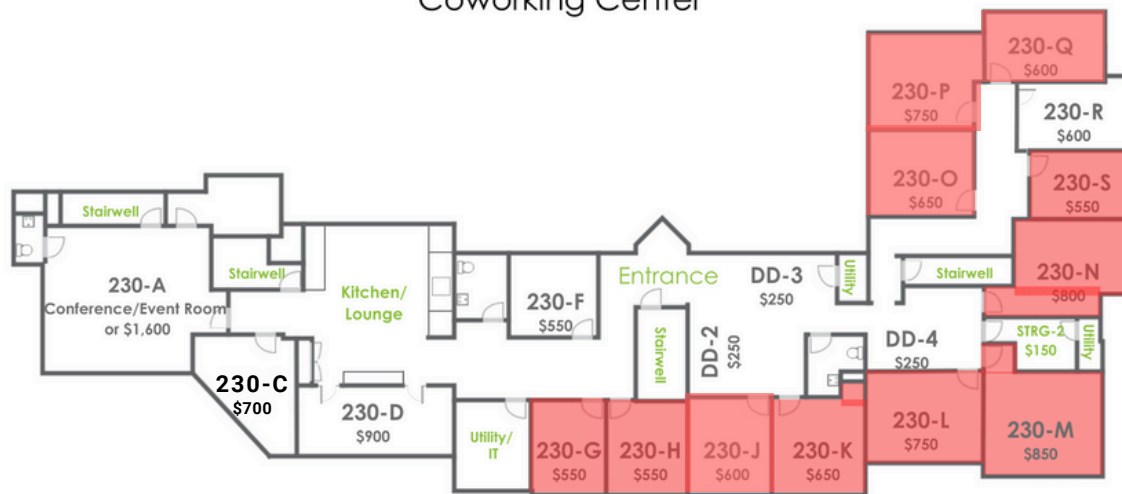 Coworking Center
230-Q
$600
230-P
$750
230-R
$600
230-O
$650
230-S
$550
Stairwell
Stairwell
230-A
Conference/Event Room
or $1,600
Kitchen/
Lounge
230-F
$550
Entrance
DD-3
$250
Utility
Stairwell
230-N
$800
Stairwell
DD-2
$250
DD-4
$250
STRG-2
$150
Utility
230-C
$700
230-D
$900
Utility/
IT
230-G
$550
230-H
$550
230-J
$600
230-K
$650
230-L
$750
230-M
$850